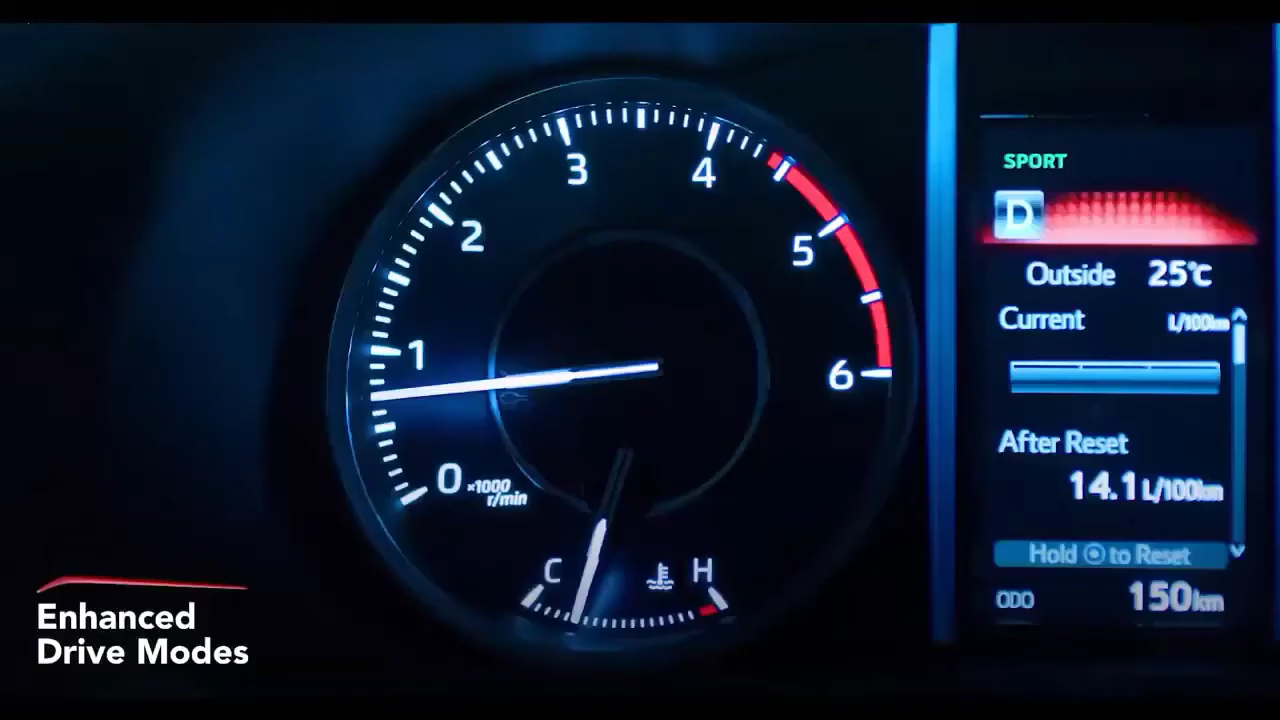 3
4
2
5
1
6
0
×1000
r/min
C
H
SPORT
D
Outside 25°C
Current L/100km
After Reset
14.1 L/100km
Hold to Reset
ODO 150km
Enhanced
Drive Modes